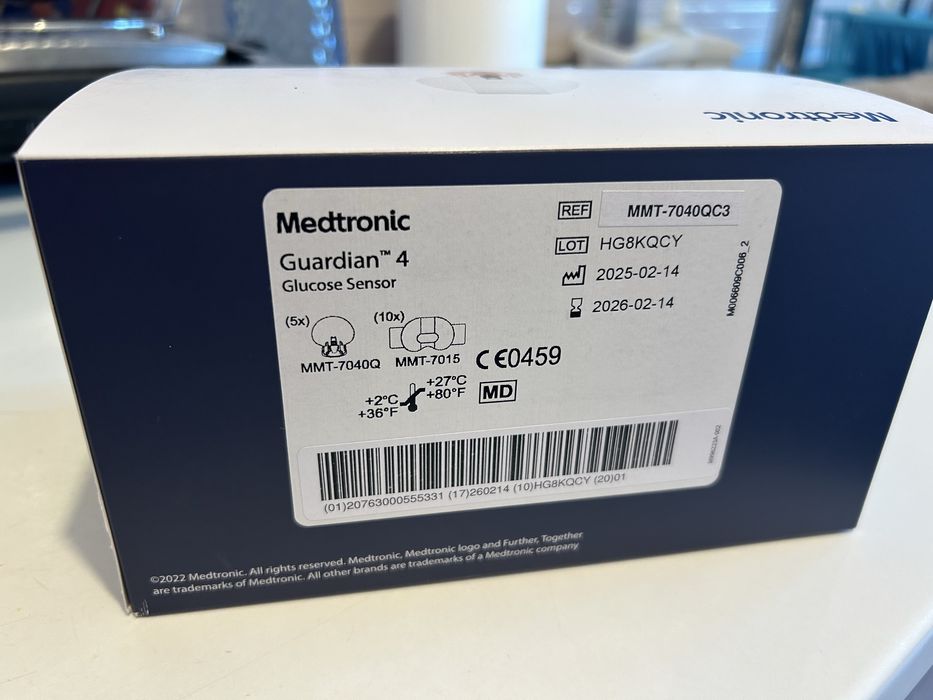 Medtronic
Medtronic
Guardian™ 4
Glucose Sensor
REF MMT-7040QC3
LOT HG8KQCY
2025-02-14
2026-02-14
M006609C006_2
(5x)
MMT-7040Q
(10x)
MMT-7015
CE0459
+2°C
+36°F
+27°C
+80°F
MD
(01)20763000555331 (17)260214 (10)HG8KQCY (20)01
©2022 Medtronic. All rights reserved. Medtronic, Medtronic logo and Further, Together
are trademarks of Medtronic. All other brands are trademarks of a Medtronic company